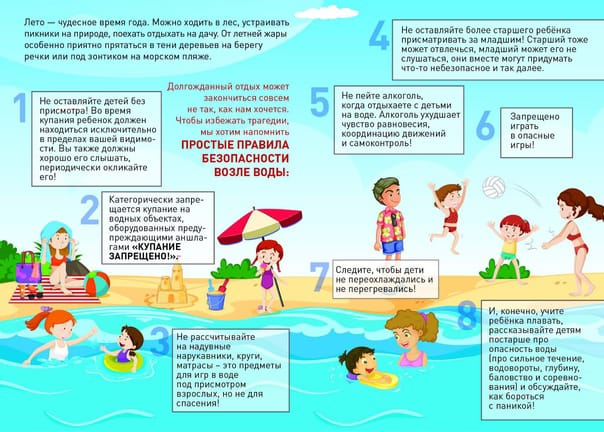 Лето — чудесное время года. Можно ходить в лес, устраивать
пикники на природе, поехать отдыхать на дачу. От летней жары
особенно приятно прятаться в тени деревьев на берегу
речки или под зонтиком на морском пляже.
Долгожданный отдых может
закончиться совсем
не так, как нам хочется.
Чтобы избежать трагедии,
мы хотим напомнить
ПРОСТЫЕ ПРАВИЛА
БЕЗОПАСНОСТИ
ВОЗЛЕ ВОДЫ:
1
Не оставляйте детей без
присмотра! Во время
купания ребенок должен
находиться исключительно
в пределах вашей видимо-
сти. Вы также должны
хорошо его слышать,
периодически окликайте
его!
2
Категорически запре-
щается купание на
водных объектах,
оборудованных преду-
преждающими аншла-
гами «КУПАНИЕ
ЗАПРЕЩЕНО!».
3
Не рассчитывайте
на надувные
нарукавники, круги,
матрасы – это предметы
для игр в воде
под присмотром
взрослых, но не для
спасения!
4
Не оставляйте более старшего ребёнка
присматривать за младшим! Старший тоже
может отвлечься, младший может его не
слушаться, они вместе могут придумать
что-то небезопасное и так далее.
5
Не пейте алкоголь,
когда отдыхаете с детьми
на воде. Алкоголь ухудшает
чувство равновесия,
координацию движений
и самоконтроль!
6
Запрещено
играть
в опасные
игры!
7
Следите, чтобы дети
не переохлаждались и
не перегревались!
8
И, конечно, учите
ребёнка плавать,
рассказывайте детям
постарше про
опасность воды
(про сильное течение,
водовороты, глубину,
баловство и соревно-
вания) и обсуждайте,
как бороться
с паникой!